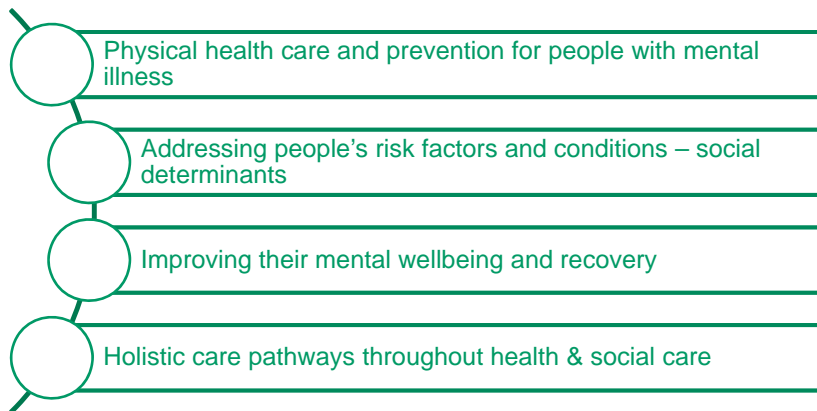 Physical health care and prevention for people with mental
illness
Addressing people’s risk factors and conditions – social
determinants
Improving their mental wellbeing and recovery
Holistic care pathways throughout health & social care